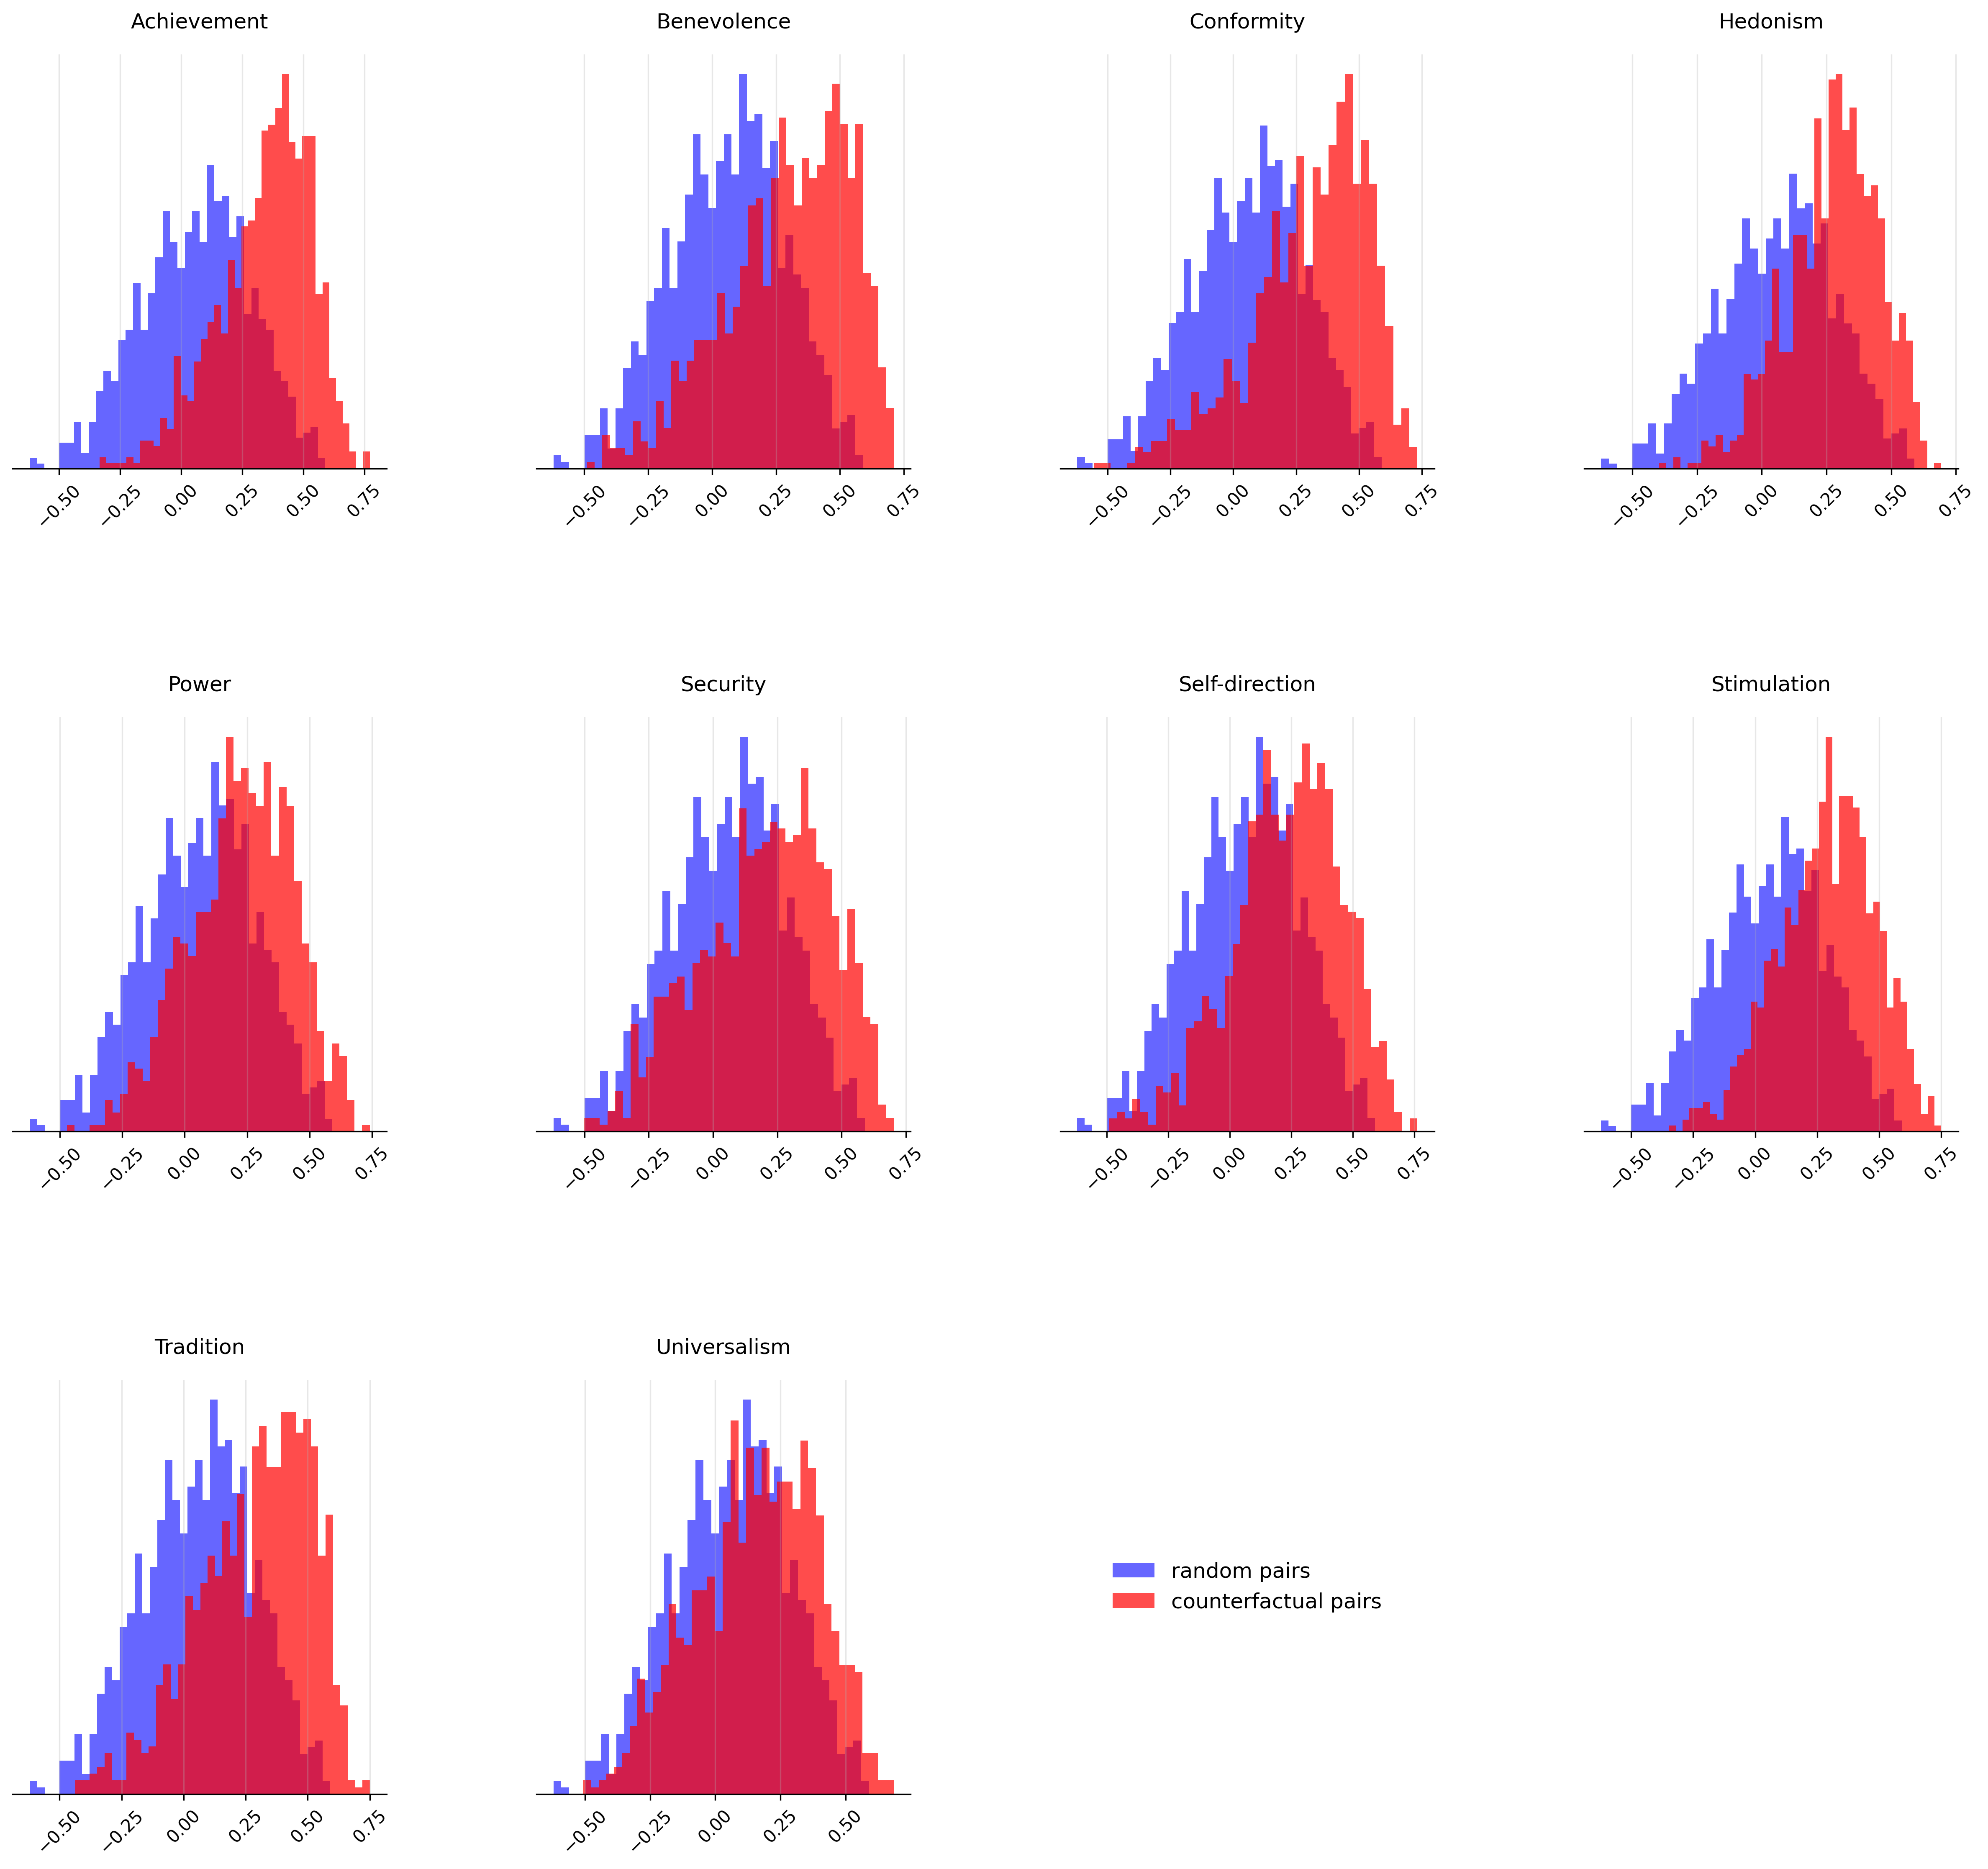 Achievement Benevolence Conformity Hedonism
−0.50 −0.25 0.00 0.25 0.50 0.75 −0.50 −0.25 0.00 0.25 0.50 0.75 −0.50 −0.25 0.00 0.25 0.50 0.75 −0.50 −0.25 0.00 0.25 0.50 0.75
Power Security Self-direction Stimulation
−0.50 −0.25 0.00 0.25 0.50 0.75 −0.50 −0.25 0.00 0.25 0.50 0.75 −0.50 −0.25 0.00 0.25 0.50 0.75 −0.50 −0.25 0.00 0.25 0.50 0.75
Tradition Universalism
random pairs
counterfactual pairs
−0.50 −0.25 0.00 0.25 0.50 0.75 −0.50 −0.25 0.00 0.25 0.50